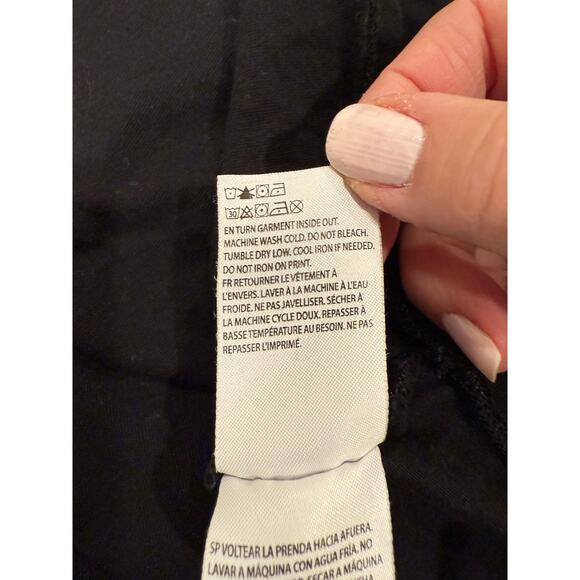 30
EN TURN GARMENT INSIDE OUT.
MACHINE WASH COLD. DO NOT BLEACH.
TUMBLE DRY LOW. COOL IRON IF NEEDED.
DO NOT IRON ON PRINT.
FR RETOURNER LE VÊTEMENT À
L'ENVERS. LAVER À LA MACHINE À L'EAU
FROIDE. NE PAS JAVELLISER. SÉCHER À
LA MACHINE CYCLE DOUX. REPASSER À
BASSE TEMPÉRATURE AU BESOIN. NE PAS
REPASSER L'IMPRIMÉ.
SP VOLTEAR LA PRENDA HACIA AFUERA.
LAVAR A MÁQUINA CON AGUA FRÍA. NO
SECAR A MÁQUINA